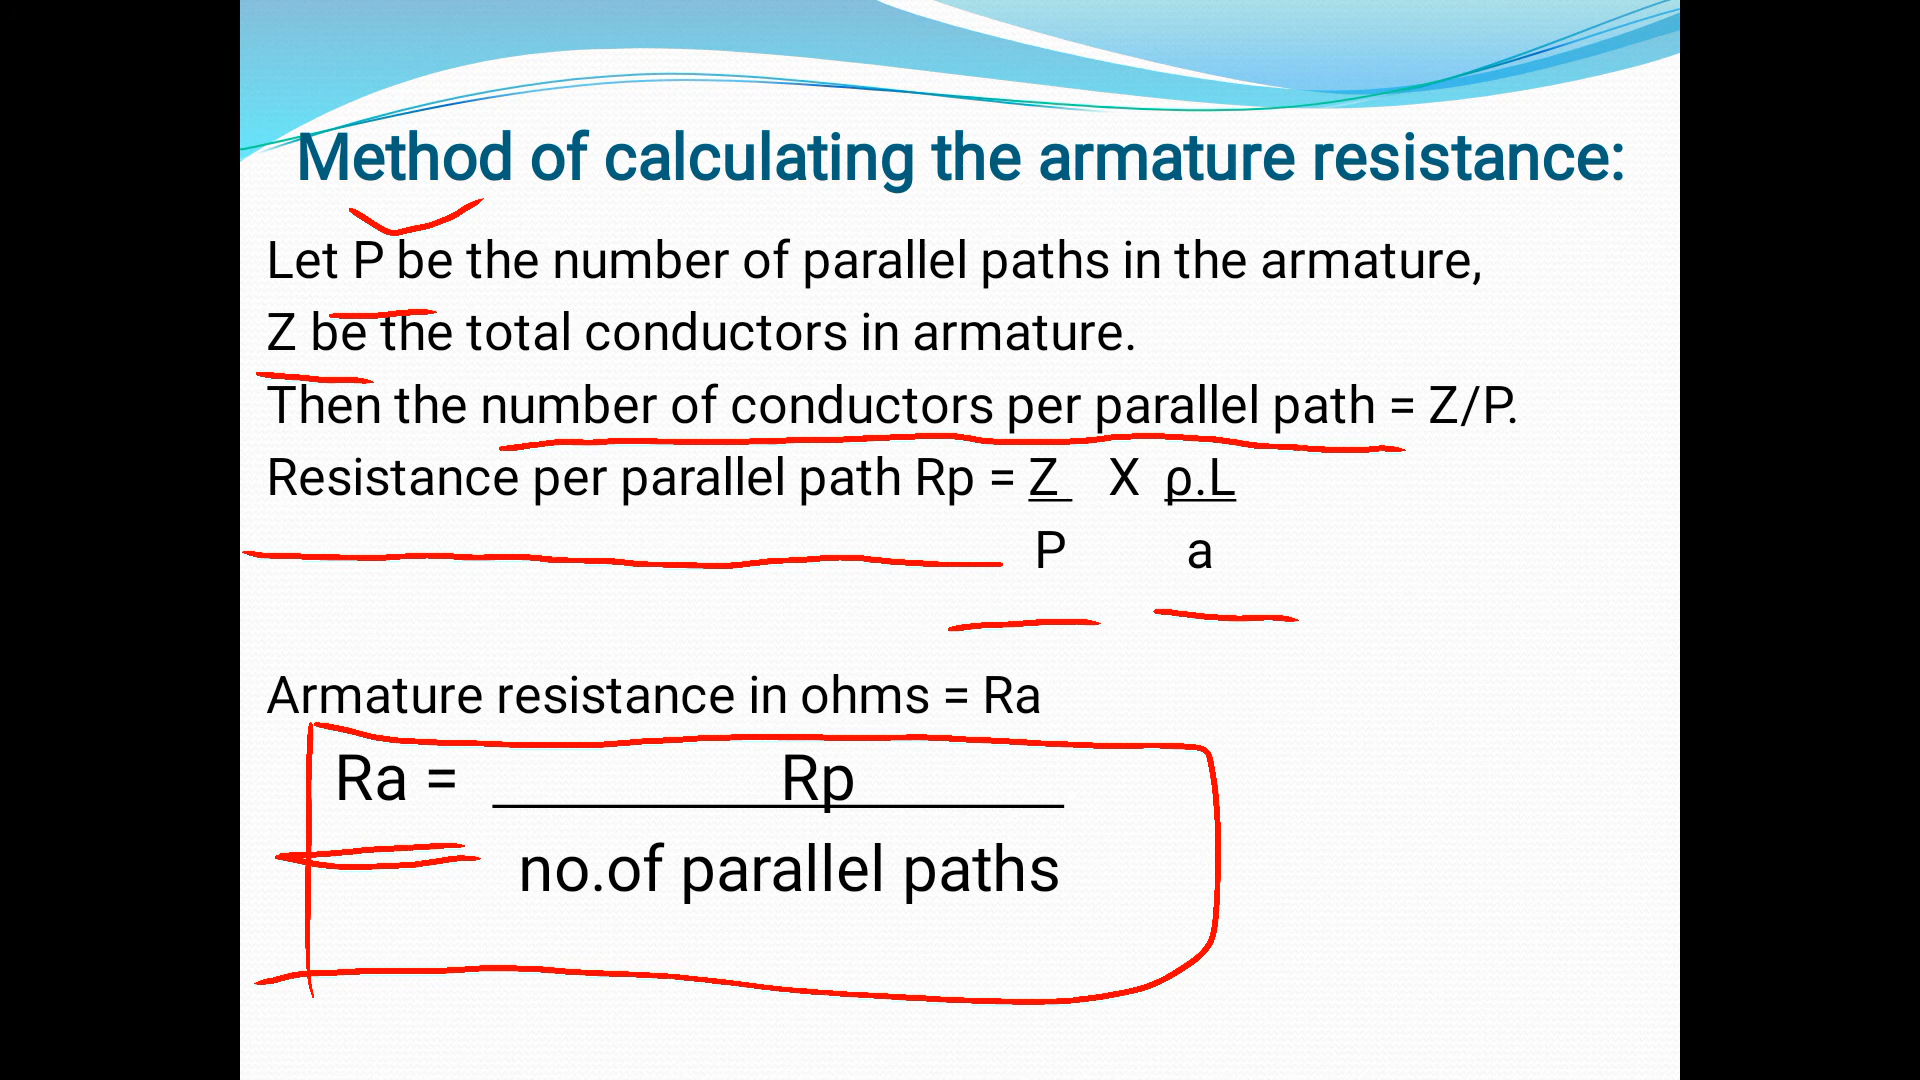 Method of calculating the armature resistance:
Let P be the number of parallel paths in the armature,
Z be the total conductors in armature.
Then the number of conductors per parallel path = Z/P.
Resistance per parallel path Rp = Z X ρ.L
P a
Armature resistance in ohms = Ra
Ra = Rp
no.of parallel paths